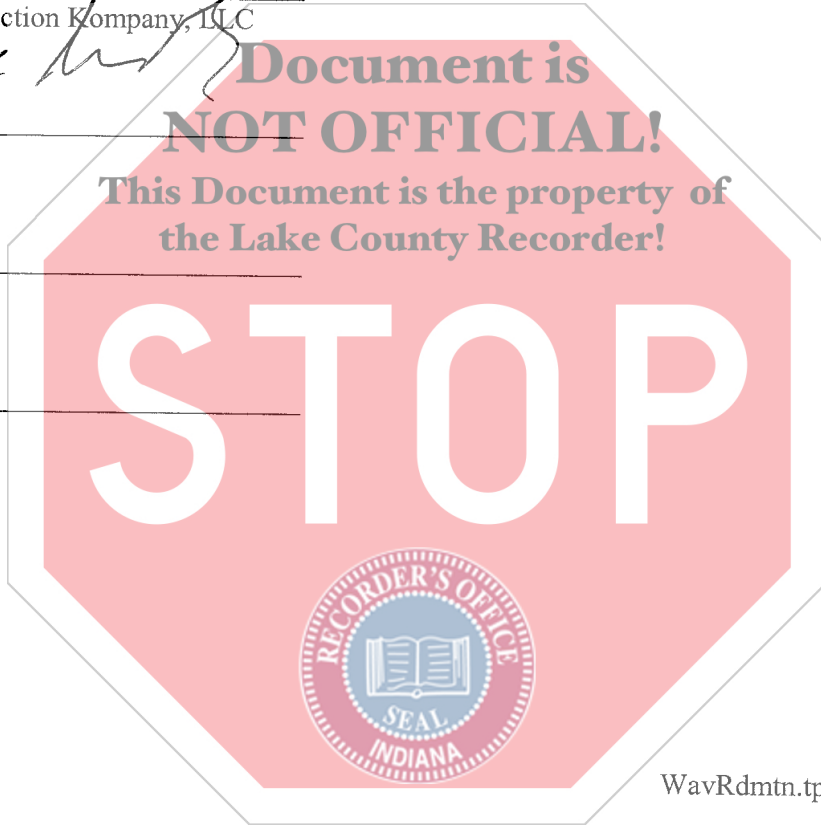 ction Kompany, LLC
Document is
NOT OFFICIAL!
This Document is the property of
the Lake County Recorder!
STOP
RECORDER'S OFFICE
SEAL
INDIANA
WavRdmtn.tp